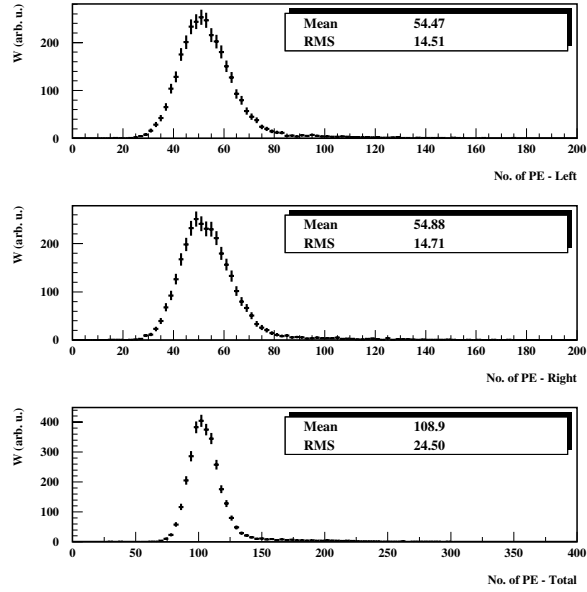 W (arb. u.)
Mean 54.47
RMS 14.51
200
100
0
0 20 40 60 80 100 120 140 160 180 200
No. of PE - Left
W (arb. u.)
Mean 54.88
RMS 14.71
200
100
0
0 20 40 60 80 100 120 140 160 180 200
No. of PE - Right
W (arb. u.)
Mean 108.9
RMS 24.50
400
300
200
100
0
0 50 100 150 200 250 300 350 400
No. of PE - Total